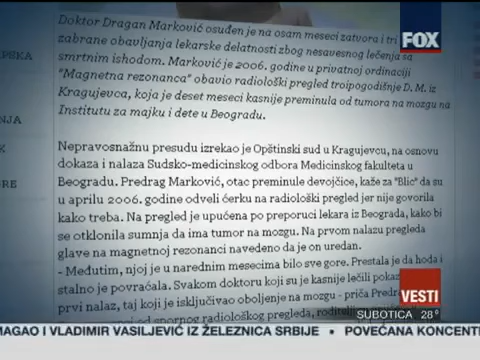 Doktor Dragan Marković osuđen je na osam meseci zatvora i tri
zabrane obavljanja lekarske delatnosti zbog nesavesnog lečenja sa
smrtnim ishodom. Marković je 2006. godine u privatnoj ordinaciji
"Magnetna rezonanca" obavio radiološki pregled troipogodišnje D. M. iz
Kragujevca, koja je deset meseci kasnije preminula od tumora na mozgu na
Institutu za majku i dete u Beogradu.
Nepravosnažnu presudu izrekao je Opštinski sud u Kragujevcu, na osnovu
dokaza i nalaza Sudsko-medicinskog odbora Medicinskog fakulteta u
Beogradu. Predrag Marković, otac preminule devojčice, kaže za "Blic" da su
u aprilu 2006. godine odveli ćerku na radiološki pregled jer nije govorila
kako treba. Na pregled je upućena po preporuci lekara iz Beograda, kako bi
se otklonila sumnja da ima tumor na mozgu. Na prvom nalazu pregleda
glave na magnetnoj rezonanci navedeno da je on uredan.
- Međutim, njoj je u narednim mesecima bilo sve gore. Prestala je da hoda i
stalno je povraćala. Svakom doktoru koji su je kasnije lečili pokaz
prvi nalaz, taj koji je isključivao oboljenje na mozgu - priča Predr
od spornog radiološkog pregleda,
FOX
VESTI
SUBOTICA 28°
MAGAO I VLADIMIR VASILJEVIĆ IZ ŽELEZNICA SRBIJE • POVEĆANA KONCENT